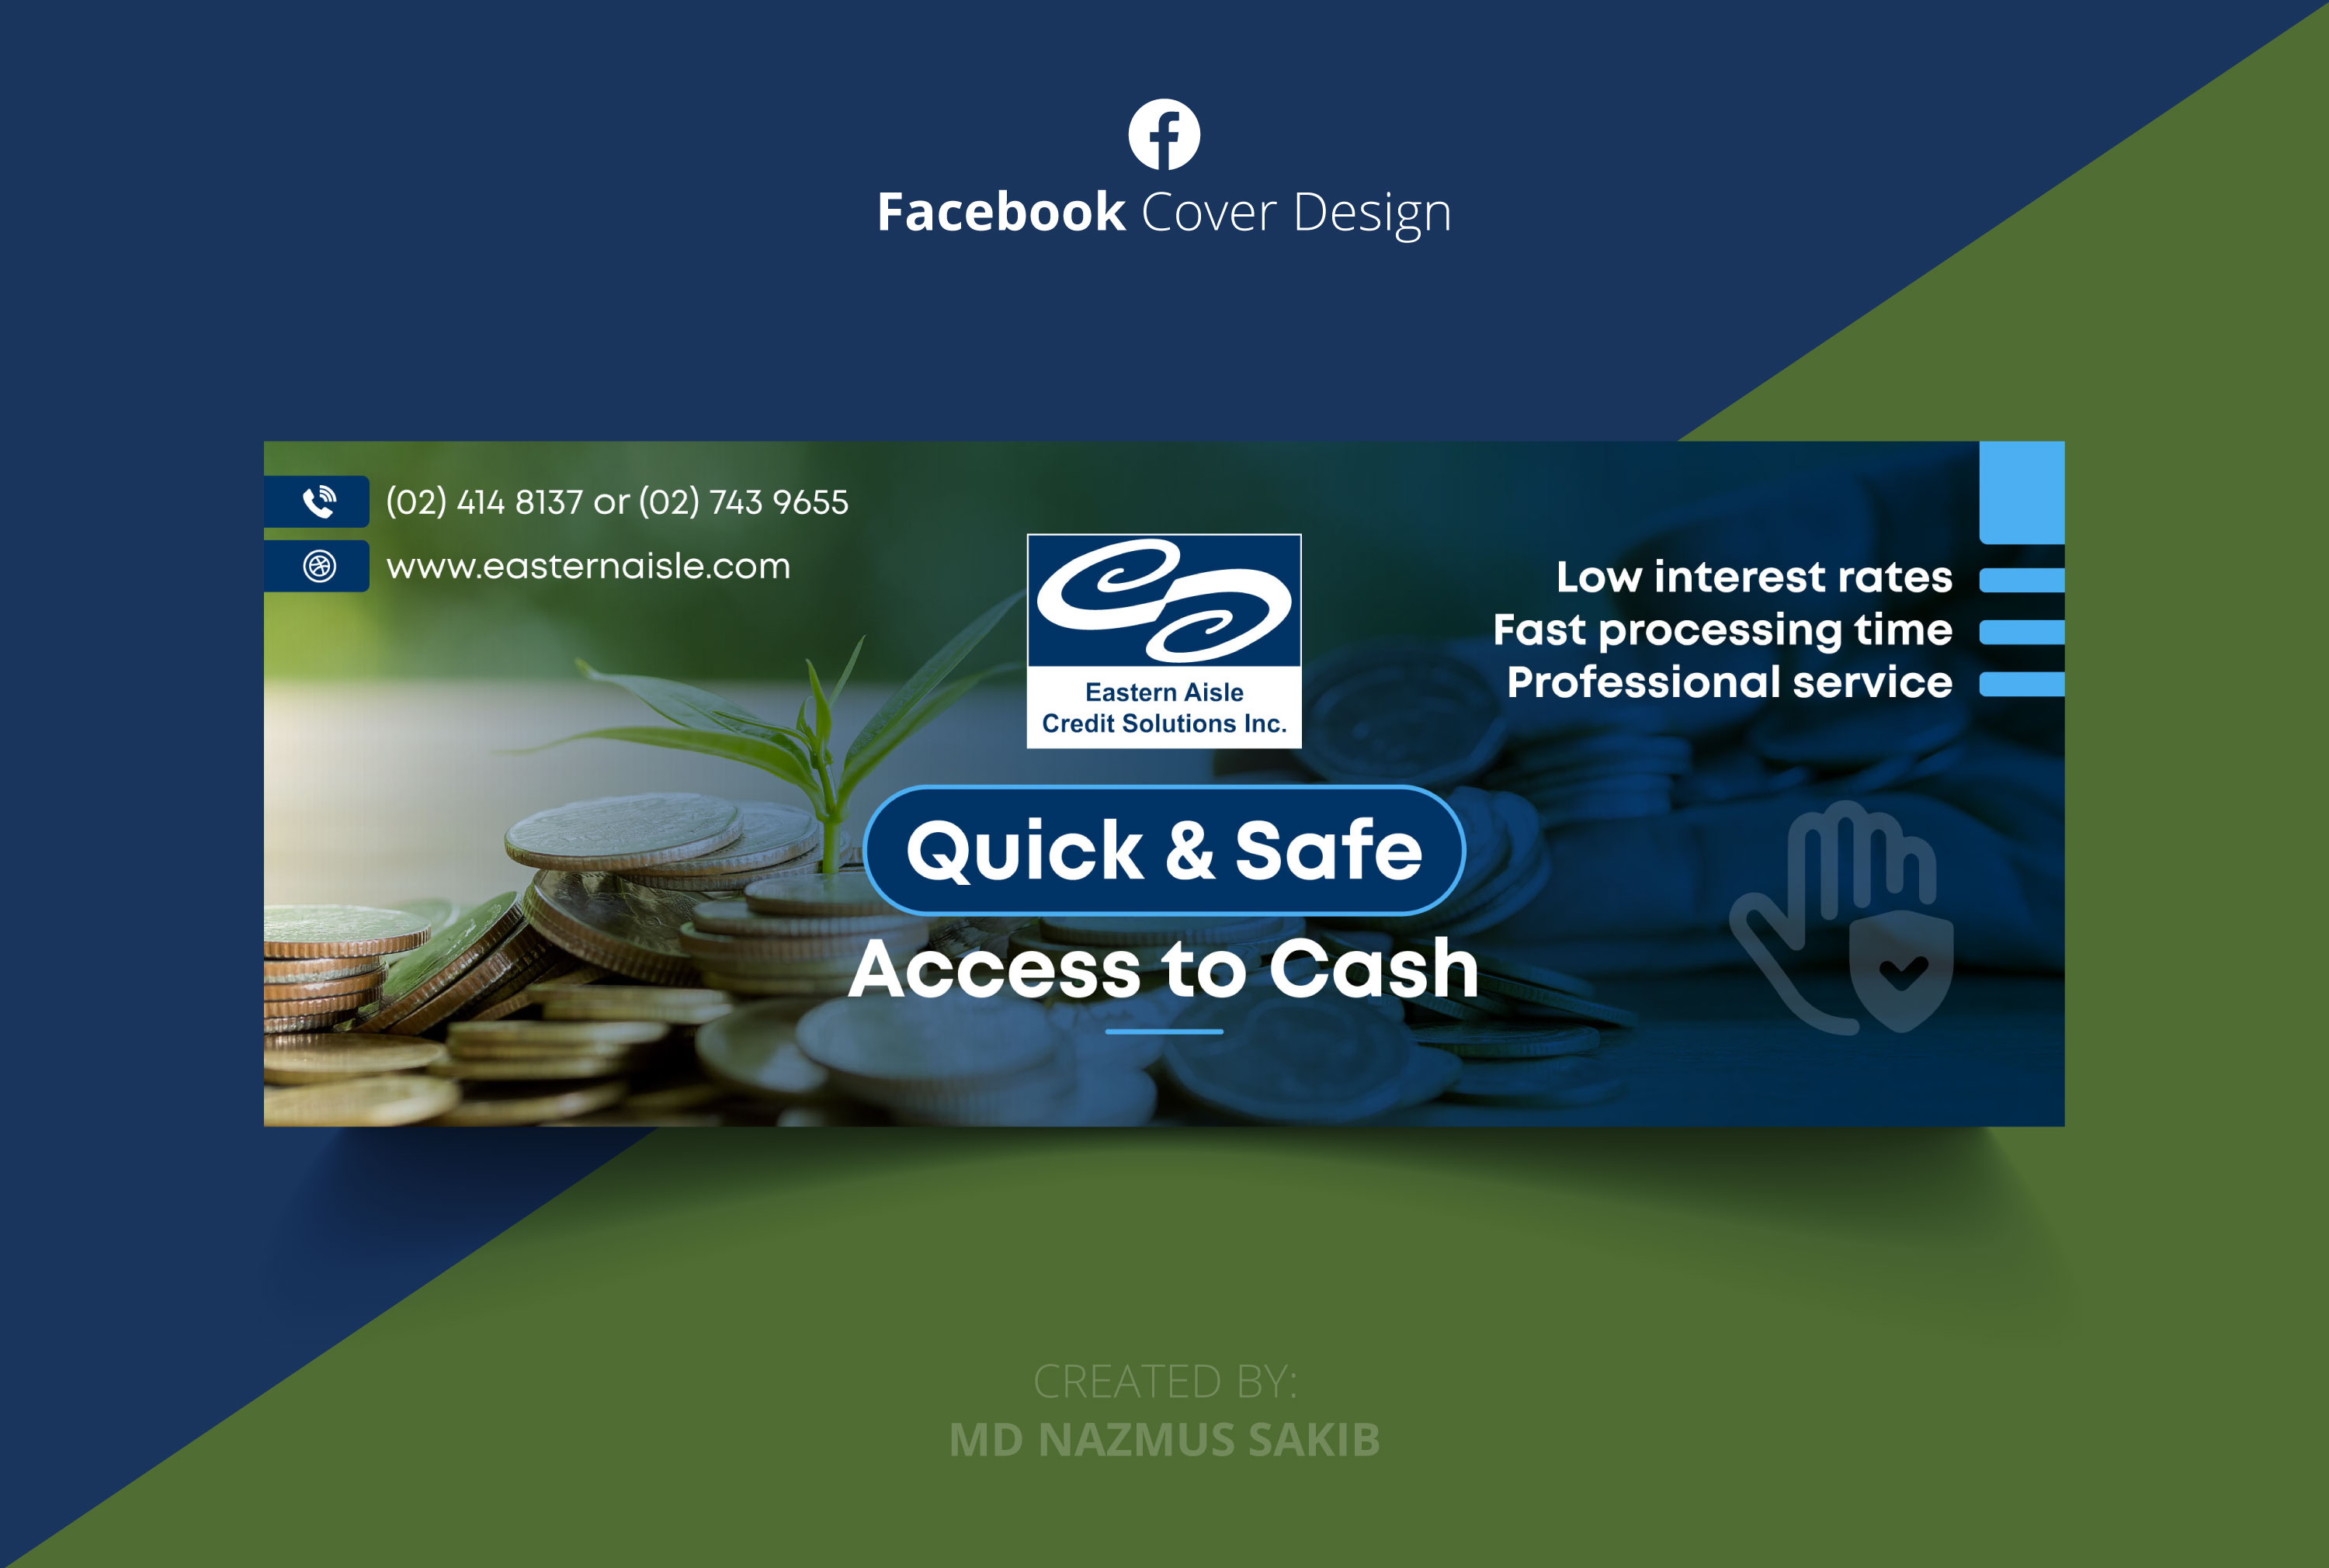 Facebook Cover Design
(02) 414 8137 or (02) 743 9655
www.easternaisle.com
Eastern Aisle
Credit Solutions Inc.
Low interest rates
Fast processing time
Professional service
Quick & Safe
Access to Cash
CREATED BY:
MD NAZMUS SAKIB